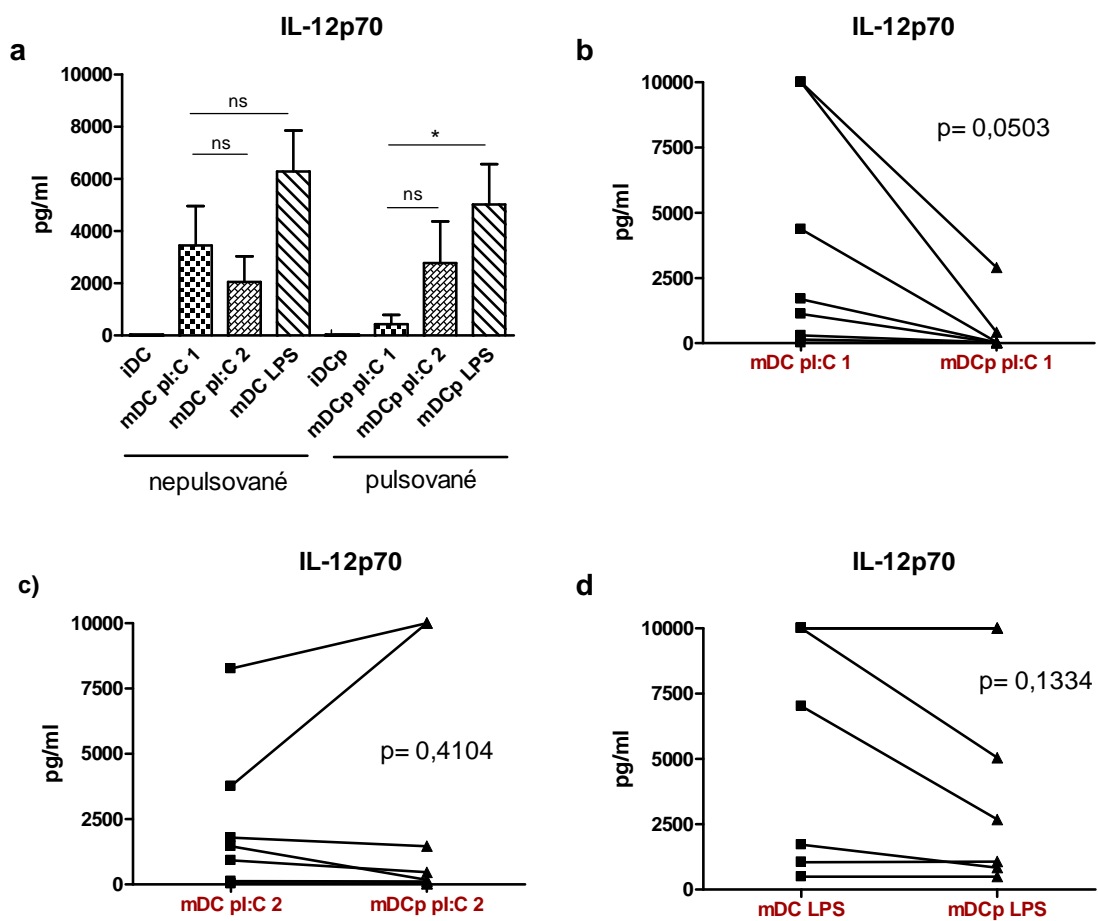 IL-12p70
a
10000
8000
6000
4000
2000
0
pg/ml
ns
ns
*
ns
iDC
mDC pI:C 1
mDC pI:C 2
mDC LPS
iDCp
mDCp pI:C 1
mDCp pI:C 2
mDCp LPS
nepulsované
pulsované
IL-12p70
b
10000
7500
5000
2500
0
pg/ml
p= 0,0503
mDC pI:C 1
mDCp pI:C 1
IL-12p70
c)
10000
7500
5000
2500
0
pg/ml
p= 0,4104
mDC pI:C 2
mDCp pI:C 2
IL-12p70
d
10000
7500
5000
2500
0
pg/ml
p= 0,1334
mDC LPS
mDCp LPS